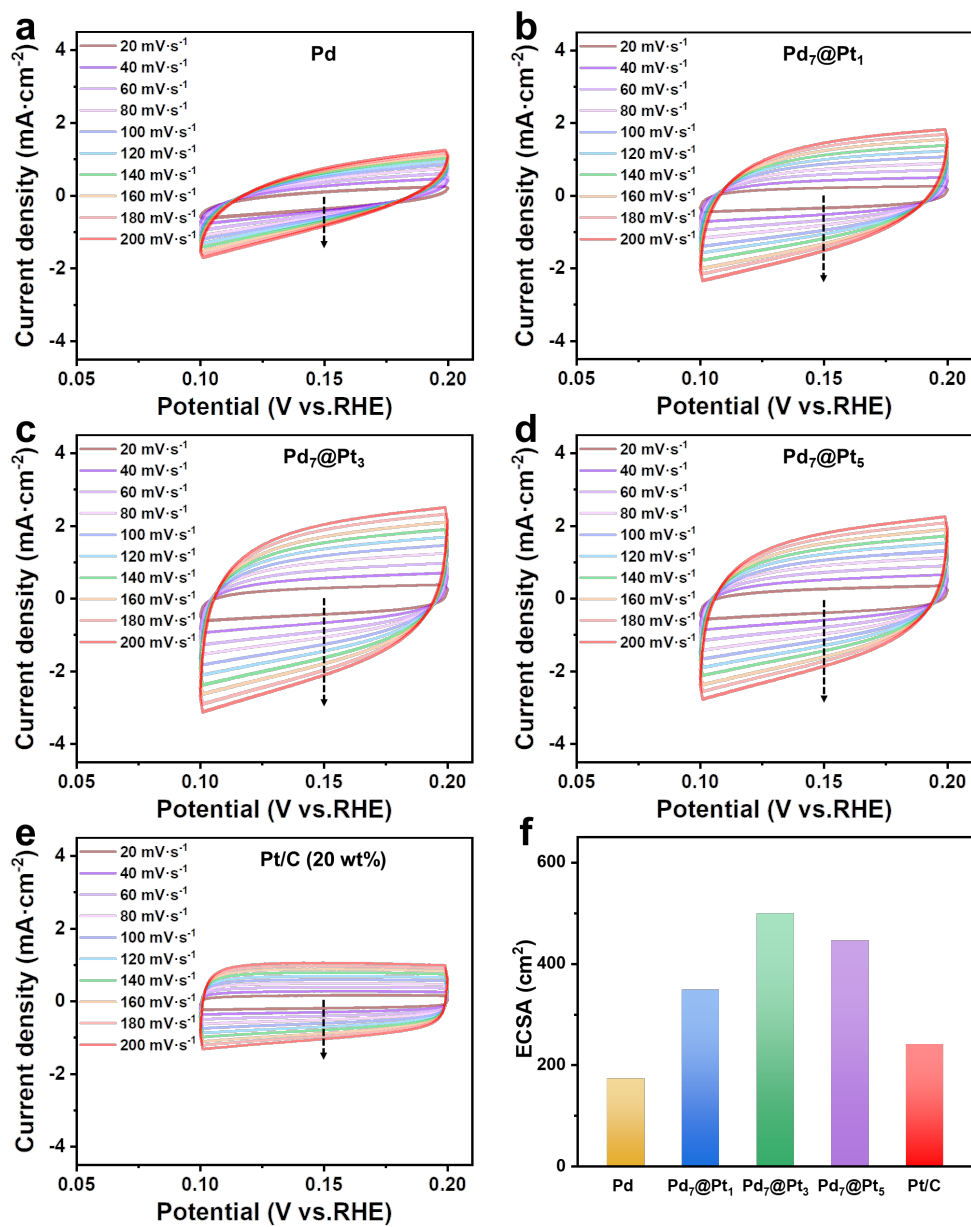 a
Pd
20 mV·s⁻¹
40 mV·s⁻¹
60 mV·s⁻¹
80 mV·s⁻¹
100 mV·s⁻¹
120 mV·s⁻¹
140 mV·s⁻¹
160 mV·s⁻¹
180 mV·s⁻¹
200 mV·s⁻¹
4
2
0
-2
-4
Current density (mA·cm⁻²)
0.05 0.10 0.15 0.20
Potential (V vs.RHE)
b
Pd₇@Pt₁
20 mV·s⁻¹
40 mV·s⁻¹
60 mV·s⁻¹
80 mV·s⁻¹
100 mV·s⁻¹
120 mV·s⁻¹
140 mV·s⁻¹
160 mV·s⁻¹
180 mV·s⁻¹
200 mV·s⁻¹
4
2
0
-2
-4
Current density (mA·cm⁻²)
0.05 0.10 0.15 0.20
Potential (V vs.RHE)
c
Pd₇@Pt₃
20 mV·s⁻¹
40 mV·s⁻¹
60 mV·s⁻¹
80 mV·s⁻¹
100 mV·s⁻¹
120 mV·s⁻¹
140 mV·s⁻¹
160 mV·s⁻¹
180 mV·s⁻¹
200 mV·s⁻¹
4
2
0
-2
-4
Current density (mA·cm⁻²)
0.05 0.10 0.15 0.20
Potential (V vs.RHE)
d
Pd₇@Pt₅
20 mV·s⁻¹
40 mV·s⁻¹
60 mV·s⁻¹
80 mV·s⁻¹
100 mV·s⁻¹
120 mV·s⁻¹
140 mV·s⁻¹
160 mV·s⁻¹
180 mV·s⁻¹
200 mV·s⁻¹
4
2
0
-2
-4
Current density (mA·cm⁻²)
0.05 0.10 0.15 0.20
Potential (V vs.RHE)
e
Pt/C (20 wt%)
20 mV·s⁻¹
40 mV·s⁻¹
60 mV·s⁻¹
80 mV·s⁻¹
100 mV·s⁻¹
120 mV·s⁻¹
140 mV·s⁻¹
160 mV·s⁻¹
180 mV·s⁻¹
200 mV·s⁻¹
4
2
0
-2
-4
Current density (mA·cm⁻²)
0.05 0.10 0.15 0.20
Potential (V vs.RHE)
f
600
400
200
0
ECSA (cm²)
Pd Pd₇@Pt₁ Pd₇@Pt₃ Pd₇@Pt₅ Pt/C